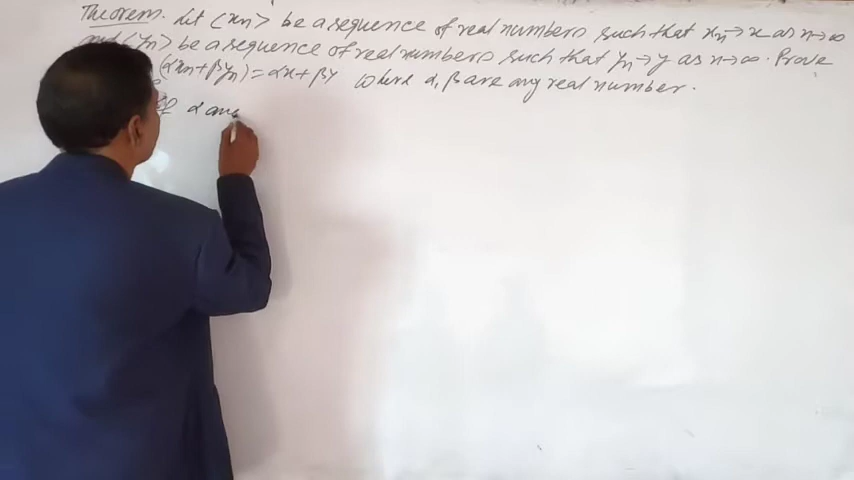 Theorem. Let <xn> be a sequence of real numbers such that xn→x as n→∞
and <yn> be a sequence of real numbers such that yn→y as n→∞. Prove
(αxn+βyn) = αx+βy where α, β are any real number.
α and